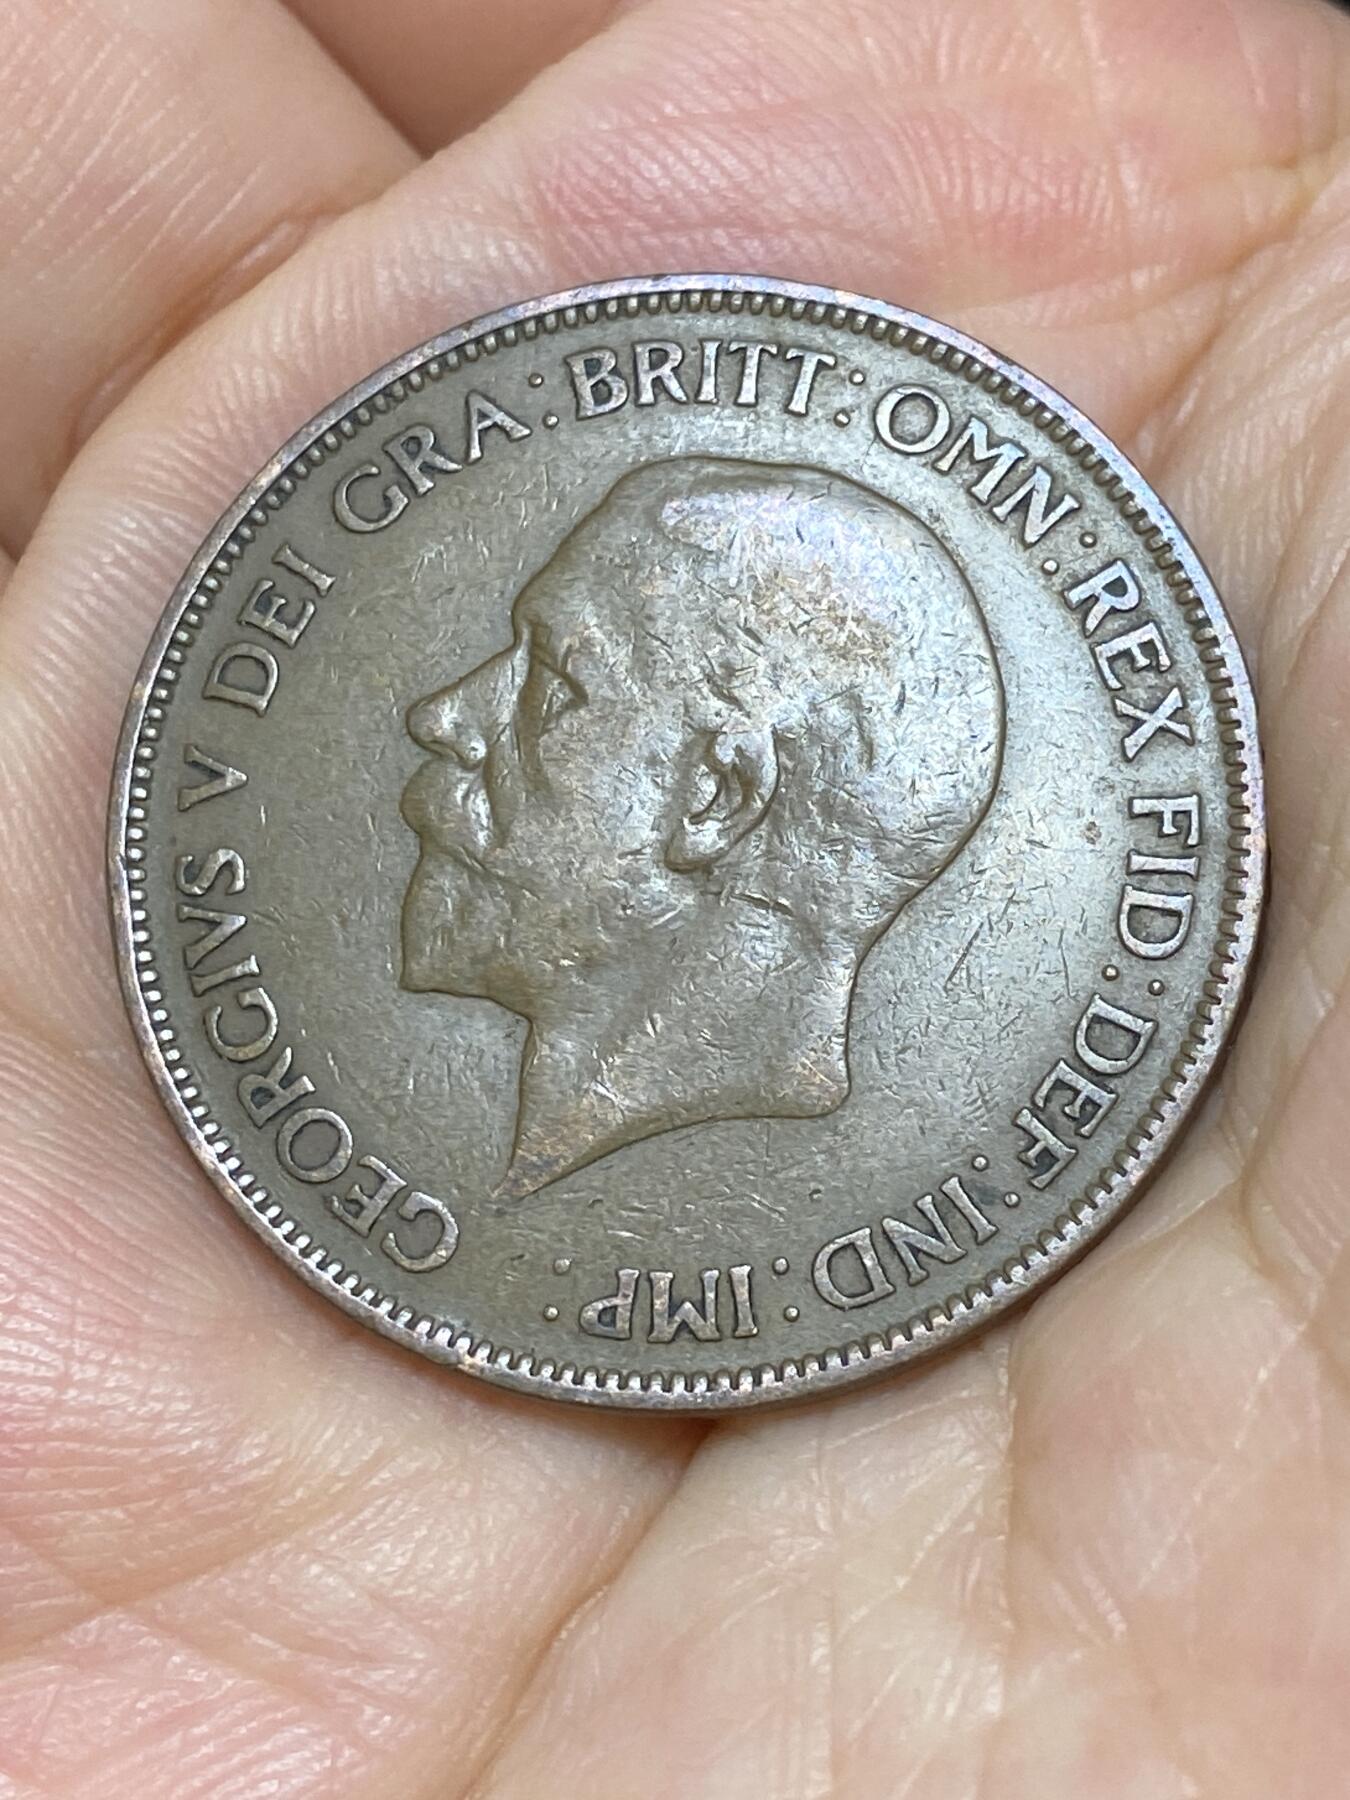 GEORGIVS V DEI GRA: BRITT: OMN: REX FID: DEF: IND: IMP: